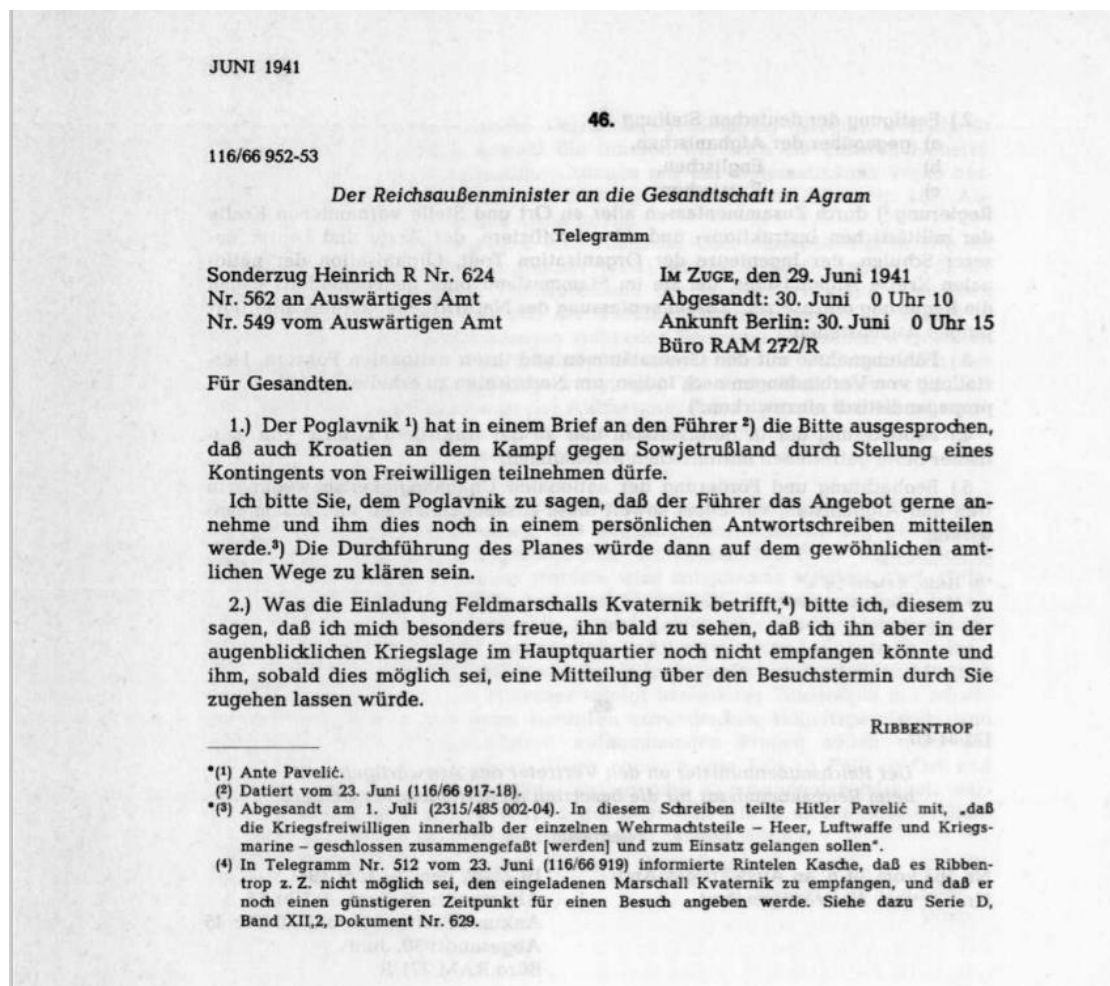 JUNI 1941
46.
116/66 952-53
Der Reichsaußenminister an die Gesandtschaft in Agram
Telegramm
Sonderzug Heinrich R Nr. 624
Nr. 562 an Auswärtiges Amt
Nr. 549 vom Auswärtigen Amt
IM ZUGE, den 29. Juni 1941
Abgesandt: 30. Juni 0 Uhr 10
Ankunft Berlin: 30. Juni 0 Uhr 15
Büro RAM 272/R
Für Gesandten.
1.) Der Poglavnik ¹) hat in einem Brief an den Führer ²) die Bitte ausgesprochen,
daß auch Kroatien an dem Kampf gegen Sowjetrußland durch Stellung eines
Kontingents von Freiwilligen teilnehmen dürfe.
Ich bitte Sie, dem Poglavnik zu sagen, daß der Führer das Angebot gerne an-
nehme und ihm dies noch in einem persönlichen Antwortschreiben mitteilen
werde.³) Die Durchführung des Planes würde dann auf dem gewöhnlichen amt-
lichen Wege zu klären sein.
2.) Was die Einladung Feldmarschalls Kvaternik betrifft,⁴) bitte ich, diesem zu
sagen, daß ich mich besonders freue, ihn bald zu sehen, daß ich ihn aber in der
augenblicklichen Kriegslage im Hauptquartier noch nicht empfangen könnte und
ihm, sobald dies möglich sei, eine Mitteilung über den Besuchstermin durch Sie
zugehen lassen würde.
RIBBENTROP
*(1) Ante Pavelić.
(2) Datiert vom 23. Juni (116/66 917-18).
*(3) Abgesandt am 1. Juli (2315/485 002-04). In diesem Schreiben teilte Hitler Pavelić mit, „daß
die Kriegsfreiwilligen innerhalb der einzelnen Wehrmachtsteile – Heer, Luftwaffe und Kriegs-
marine – geschlossen zusammengefaßt [werden] und zum Einsatz gelangen sollen“.
(4) In Telegramm Nr. 512 vom 23. Juni (116/66 919) informierte Rintelen Kasche, daß es Ribben-
trop z. Z. nicht möglich sei, den eingeladenen Marschall Kvaternik zu empfangen, und daß er
noch einen günstigeren Zeitpunkt für einen Besuch angeben werde. Siehe dazu Serie D,
Band XII,2, Dokument Nr. 629.